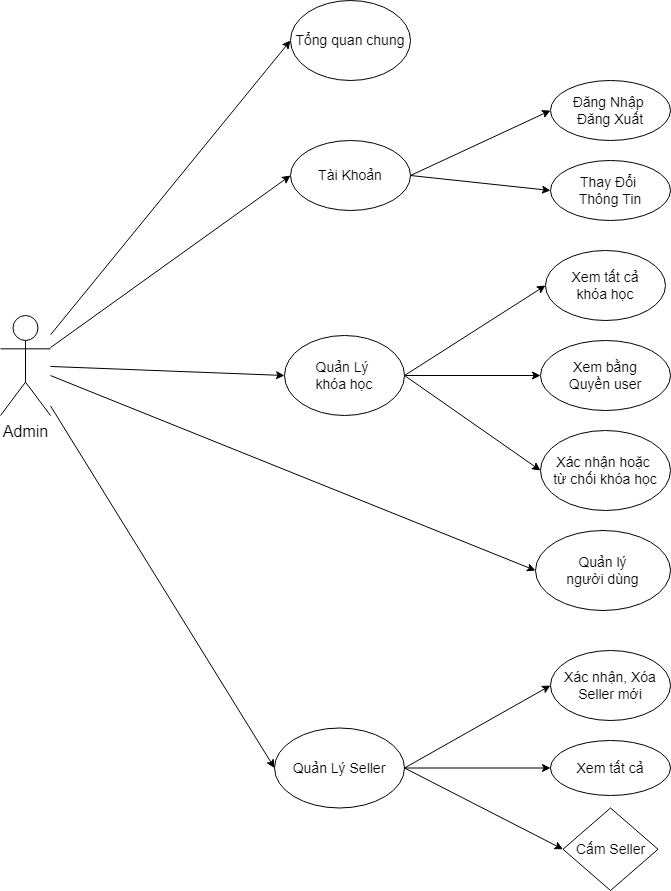 Tổng quan chung
Đăng Nhập
Đăng Xuất
Tài Khoản
Thay Đổi
Thông Tin
Xem tất cả
khóa học
Admin
Quản Lý
khóa học
Xem bằng
Quyền user
Xác nhận hoặc
từ chối khóa học
Quản lý
người dùng
Xác nhận, Xóa
Seller mới
Quản Lý Seller
Xem tất cả
Cấm Seller